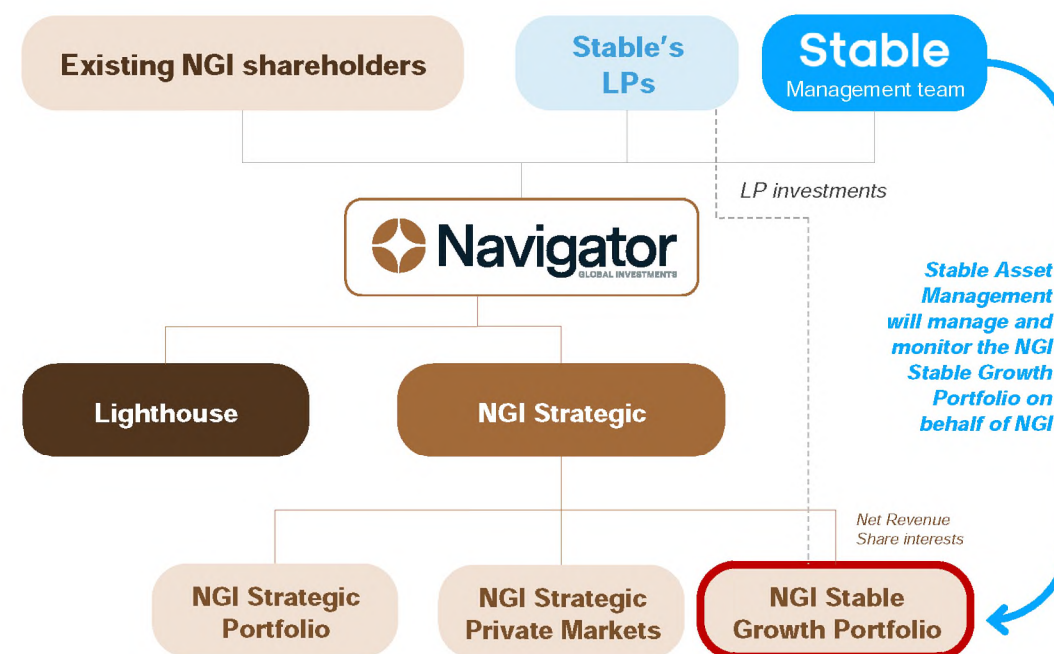 Existing NGI shareholders
Stable's
LPs
Stable
Management team
LP investments
Navigator
GLOBAL INVESTMENTS
Stable Asset
Management
will manage and
monitor the NGI
Stable Growth
Portfolio on
behalf of NGI
Lighthouse
NGI Strategic
Net Revenue
Share interests
NGI Strategic
Portfolio
NGI Strategic
Private Markets
NGI Stable
Growth Portfolio